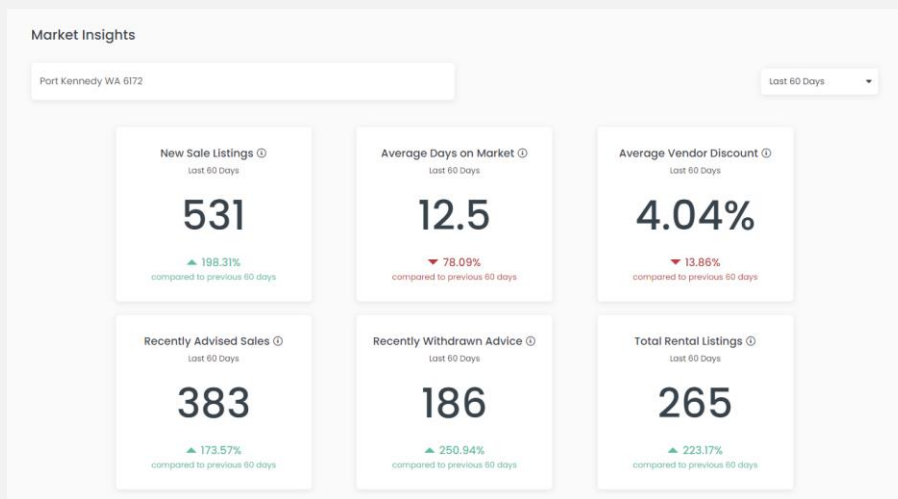 Market Insights
Port Kennedy WA 6172
Last 60 Days
New Sale Listings
Last 60 Days
531
198.31%
compared to previous 60 days
Average Days on Market
Last 60 Days
12.5
78.09%
compared to previous 60 days
Average Vendor Discount
Last 60 Days
4.04%
13.86%
compared to previous 60 days
Recently Advised Sales
Last 60 Days
383
173.57%
compared to previous 60 days
Recently Withdrawn Advice
Last 60 Days
186
250.94%
compared to previous 60 days
Total Rental Listings
Last 60 Days
265
223.17%
compared to previous 60 days